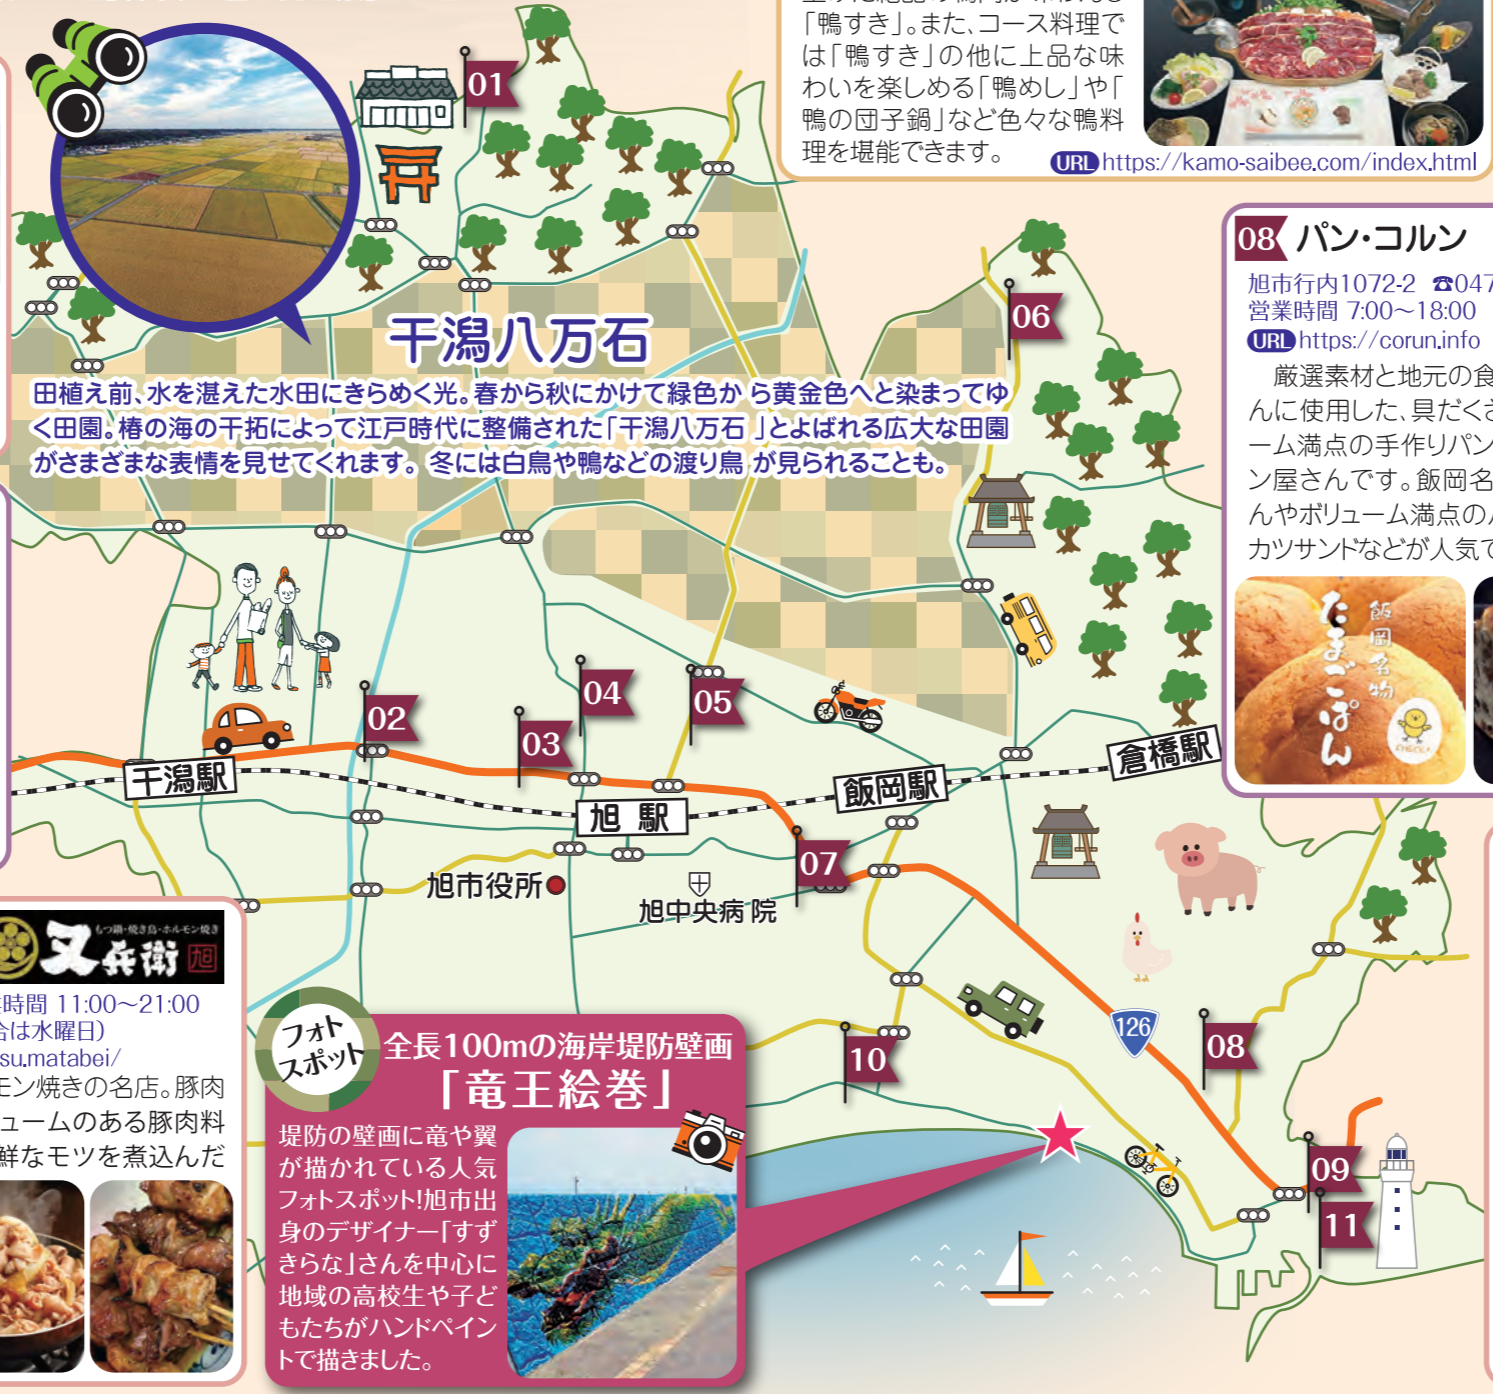 「鴨すき」。また、コース料理で
は「鴨すき」の他に上品な味
わいを楽しめる「鴨めし」や「
鴨の団子鍋」など色々な鴨料
理を堪能できます。
URL https://kamo-saibee.com/index.html
01
干潟八万石
田植え前、水を湛えた水田にきらめく光。春から秋にかけて緑色か ら黄金色へと染まってゆ
く田園。椿の海の干拓によって江戸時代に整備された「干潟八万石 」とよばれる広大な田園
がさまざまな表情を見せてくれます。 冬には白鳥や鴨などの渡り鳥 が見られることも。
06
08 パン・コルン
旭市行内1072-2 ☎047
営業時間 7:00～18:00
URL https://corun.info
厳選素材と地元の食
んに使用した、具だくさ
ーム満点の手作りパン
ン屋さんです。飯岡名
んやボリューム満点の
カツサンドなどが人気で
飯岡名物
たまごぱん
02
03
04
05
干潟駅
旭 駅
飯岡駅
倉橋駅
07
旭市役所
旭中央病 院
126
08
09
10
11
もつ鍋・焼き鳥・ホルモン焼き
又兵衛 旭
時間 11:00～21:00
合は水曜日)
su.matabei/
モン焼きの名店。豚肉
ュームのある豚肉料
鮮なモツを煮込んだ
フォト
スポット
全長100mの海岸堤防壁画
「竜王絵巻」
堤防の壁画に竜や翼
が描かれている人気
フォトスポット!旭市出
身のデザイナー「すず
きらな」さんを中心に
地域の高校生や子ど
もたちがハンドペイン
トで描きました。